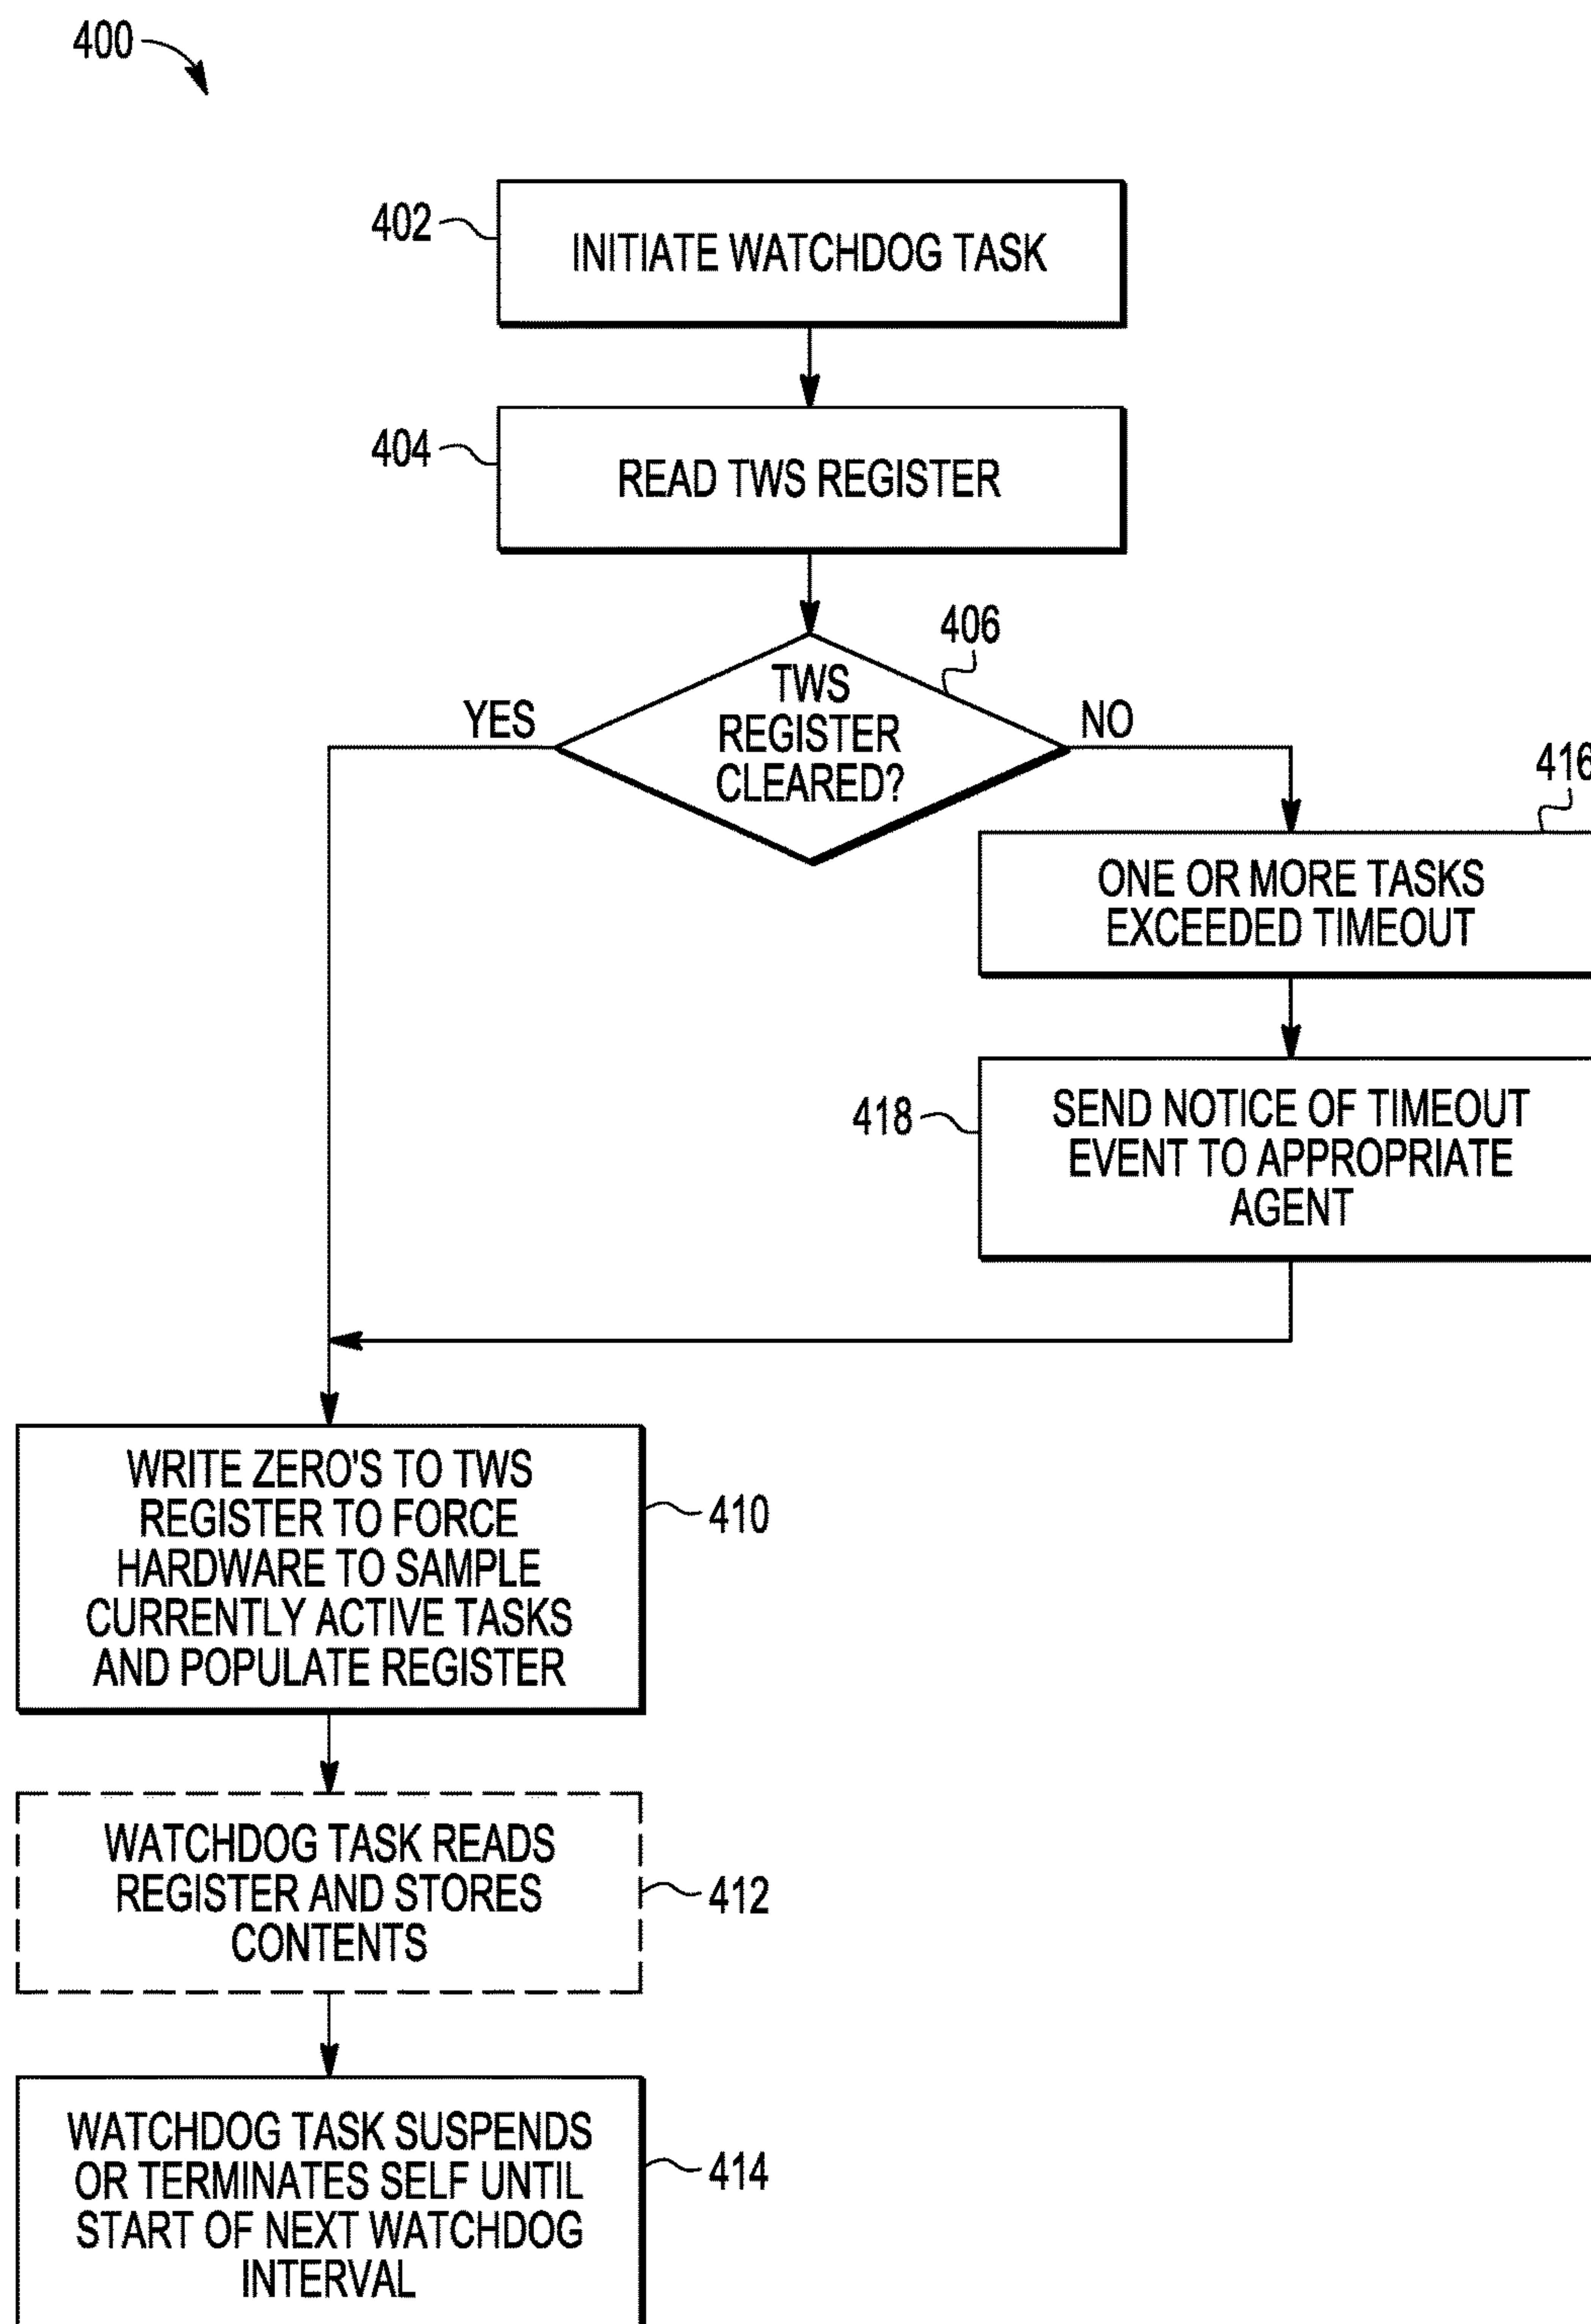 400
402
INITIATE WATCHDOG TASK
404
READ TWS REGISTER
406
TWS
REGISTER
CLEARED?
YES
NO
416
ONE OR MORE TASKS
EXCEEDED TIMEOUT
418
SEND NOTICE OF TIMEOUT
EVENT TO APPROPRIATE
AGENT
WRITE ZERO'S TO TWS
REGISTER TO FORCE
HARDWARE TO SAMPLE
CURRENTLY ACTIVE TASKS
AND POPULATE REGISTER
410
WATCHDOG TASK READS
REGISTER AND STORES
CONTENTS
412
WATCHDOG TASK SUSPENDS
OR TERMINATES SELF UNTIL
START OF NEXT WATCHDOG
INTERVAL
414